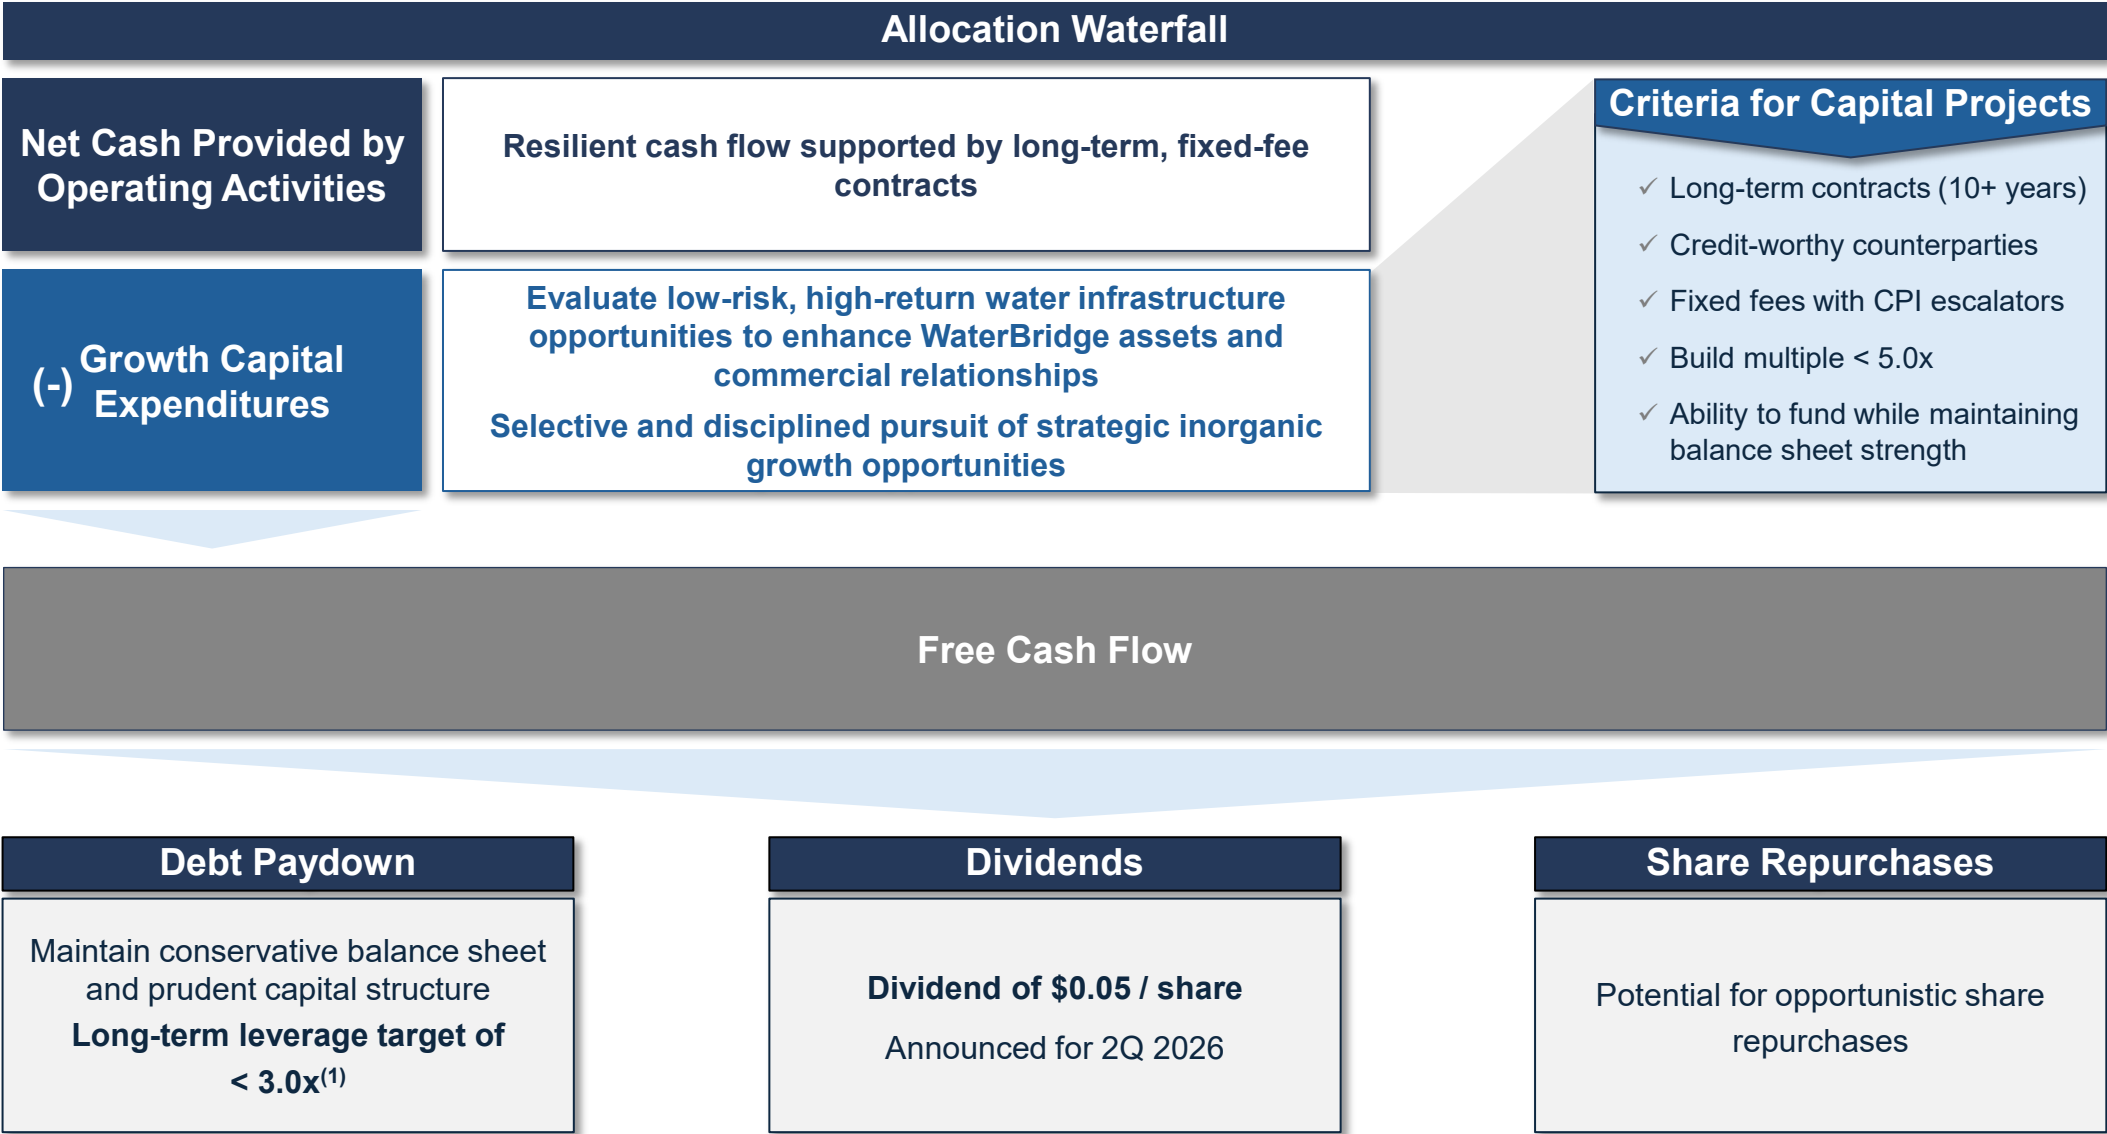 Allocation Waterfall
Net Cash Provided by
Operating Activities
Resilient cash flow supported by long-term, fixed-fee
contracts
Criteria for Capital Projects
✓ Long-term contracts (10+ years)
✓ Credit-worthy counterparties
✓ Fixed fees with CPI escalators
✓ Build multiple < 5.0x
✓ Ability to fund while maintaining
balance sheet strength
(-)
Growth Capital
Expenditures
Evaluate low-risk, high-return water infrastructure
opportunities to enhance WaterBridge assets and
commercial relationships
Selective and disciplined pursuit of strategic inorganic
growth opportunities
Free Cash Flow
Debt Paydown
Maintain conservative balance sheet
and prudent capital structure
Long-term leverage target of
< 3.0x(1)
Dividends
Dividend of $0.05 / share
Announced for 2Q 2026
Share Repurchases
Potential for opportunistic share
repurchases